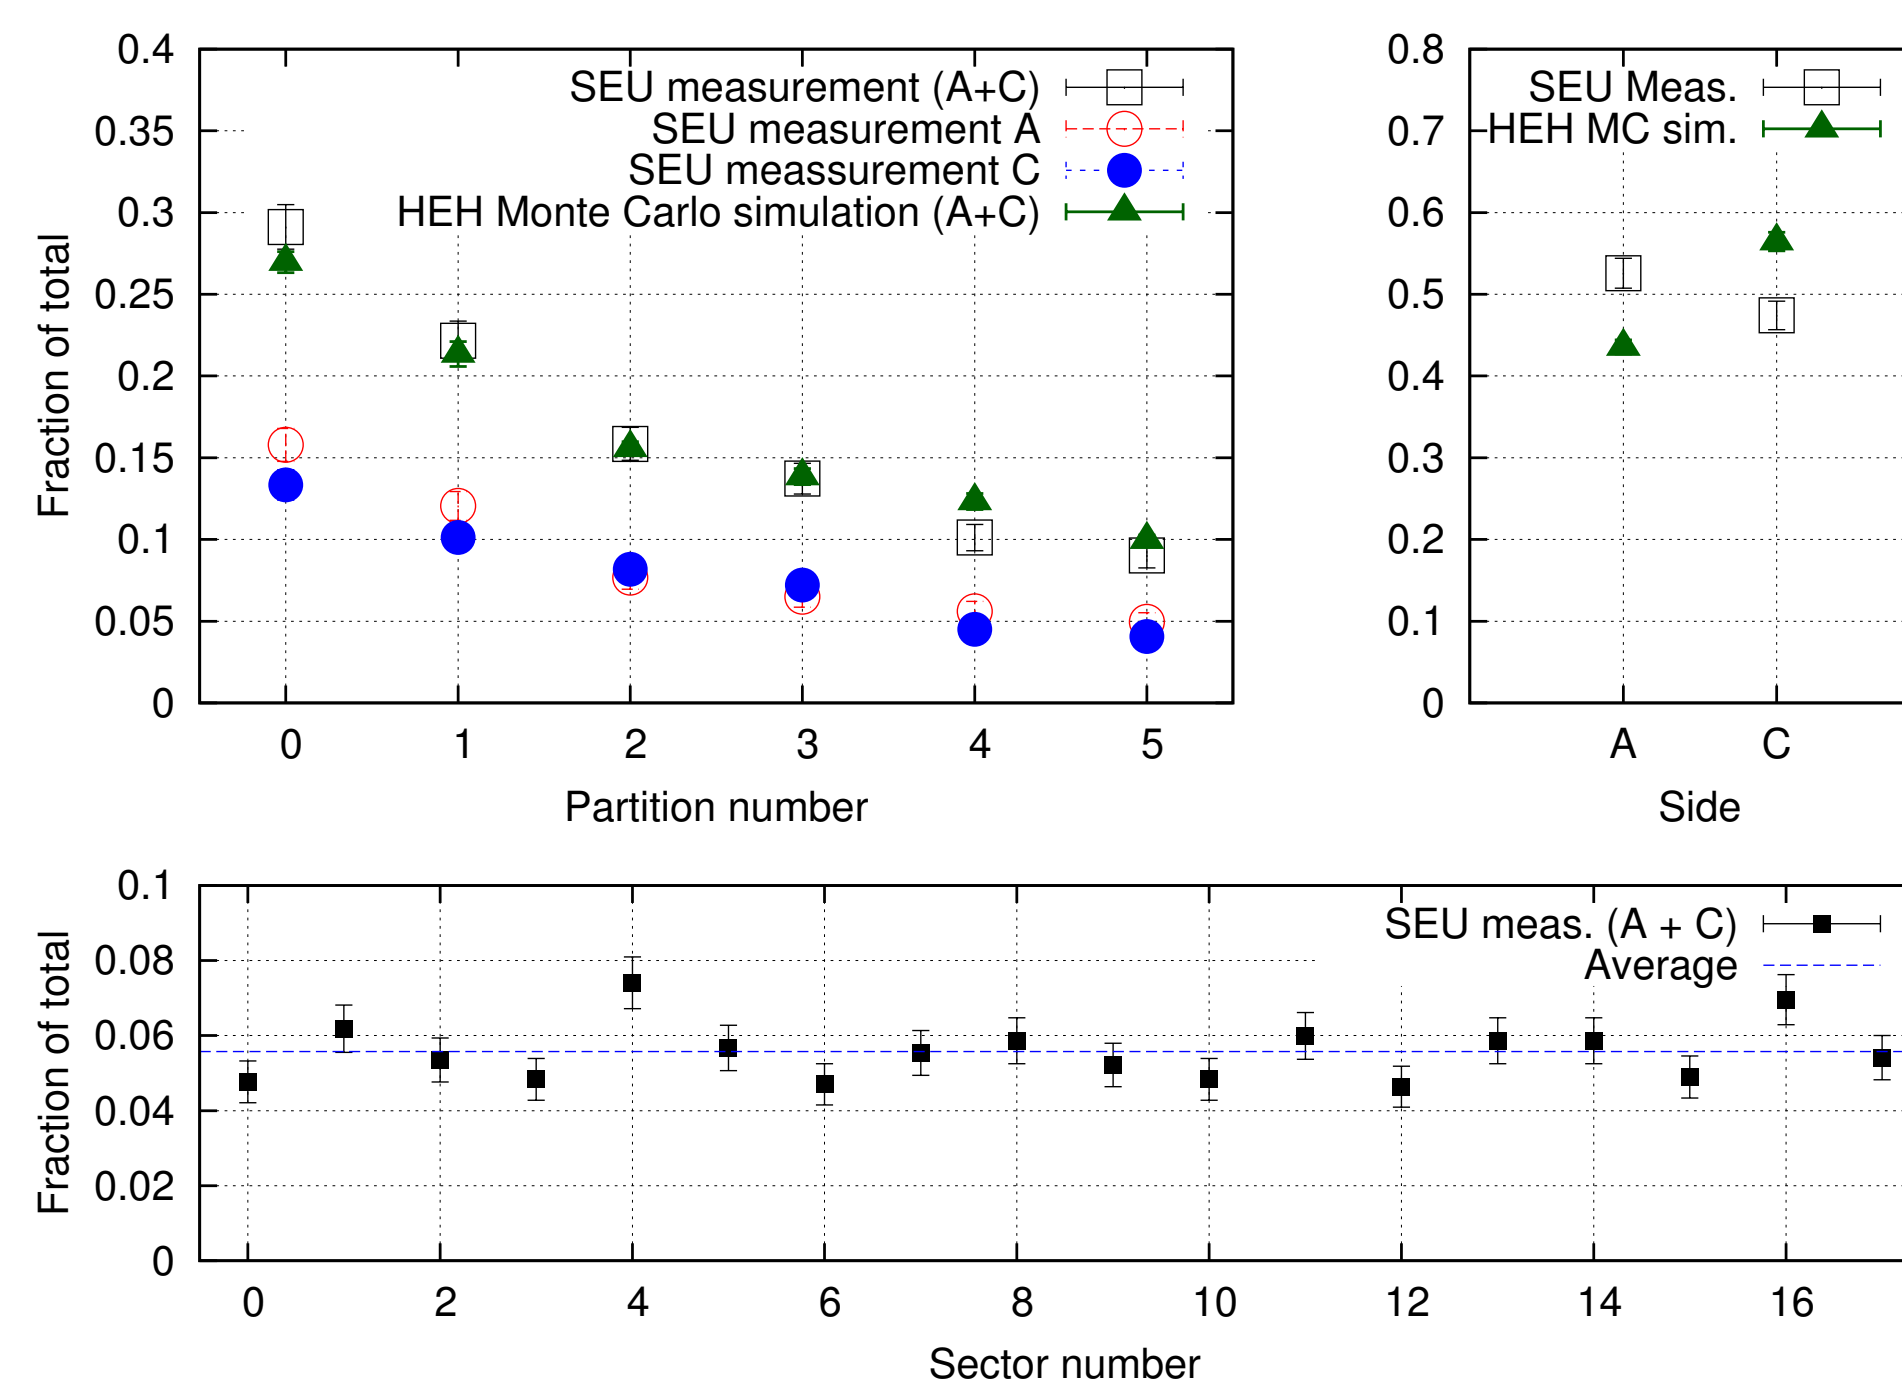 0.4
0.35
0.3
0.25
0.2
0.15
0.1
0.05
0
Fraction of total
SEU measurement (A+C)
SEU measurement A
SEU meassurement C
HEH Monte Carlo simulation (A+C)
0 1 2 3 4 5
Partition number
0.8
0.7
0.6
0.5
0.4
0.3
0.2
0.1
0
SEU Meas.
HEH MC sim.
A C
Side
0.1
0.08
0.06
0.04
0.02
0
Fraction of total
SEU meas. (A + C)
Average
0 2 4 6 8 10 12 14 16
Sector number